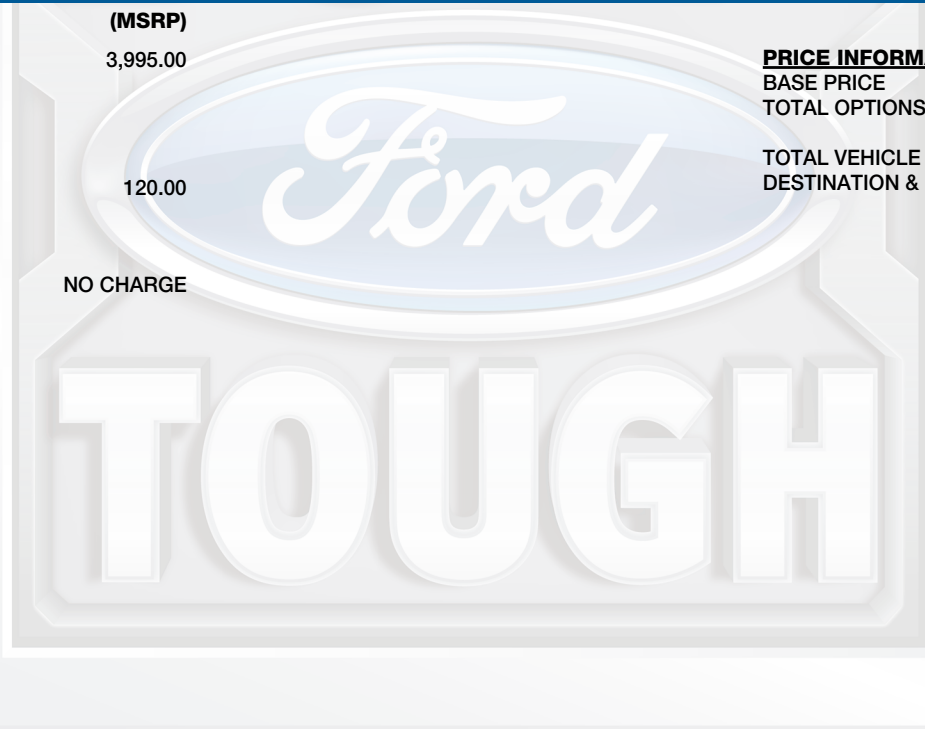 (MSRP)
3,995.00
120.00
NO CHARGE
PRICE INFORM
BASE PRICE
TOTAL OPTIONS
TOTAL VEHICLE
DESTINATION &
Ford
TOUGH